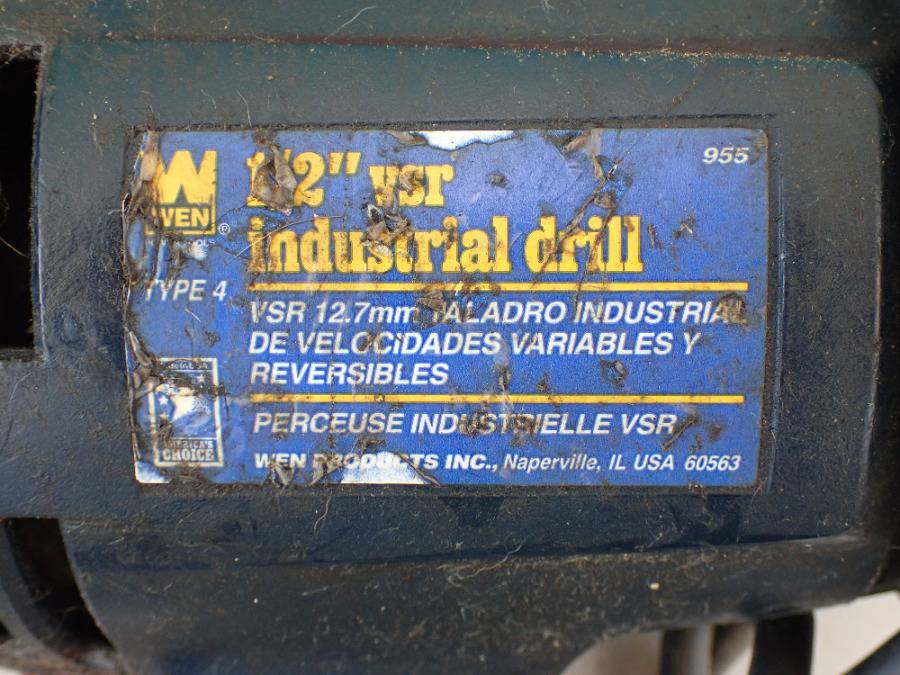 955
1/2" vsr
industrial drill
WEN®
TYPE 4
VSR 12.7mm TALADRO INDUSTRIAL
DE VELOCIDADES VARIABLES Y
REVERSIBLES
PERCEUSE INDUSTRIELLE VSR
AMERICA'S
CHOICE
WEN PRODUCTS INC., Naperville, IL USA 60563